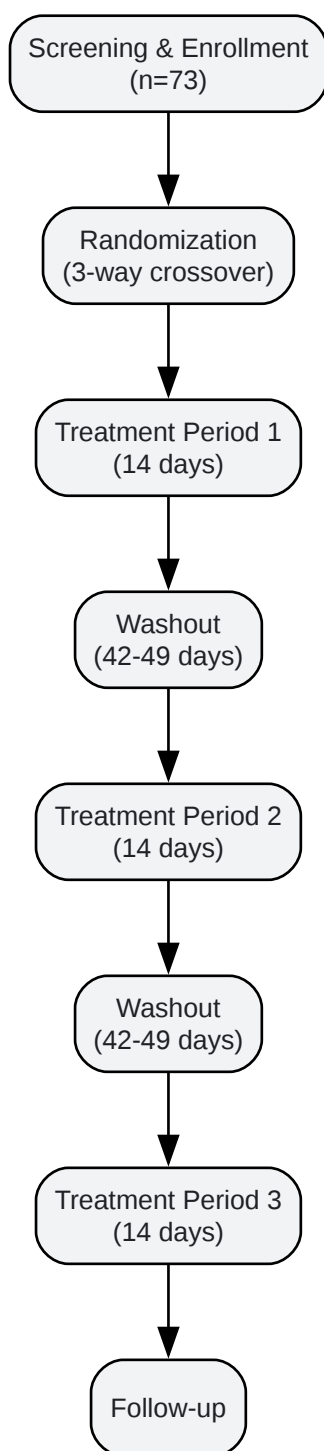 Screening & Enrollment
(n=73)
Randomization
(3-way crossover)
Treatment Period 1
(14 days)
Washout
(42-49 days)
Treatment Period 2
(14 days)
Washout
(42-49 days)
Treatment Period 3
(14 days)
Follow-up